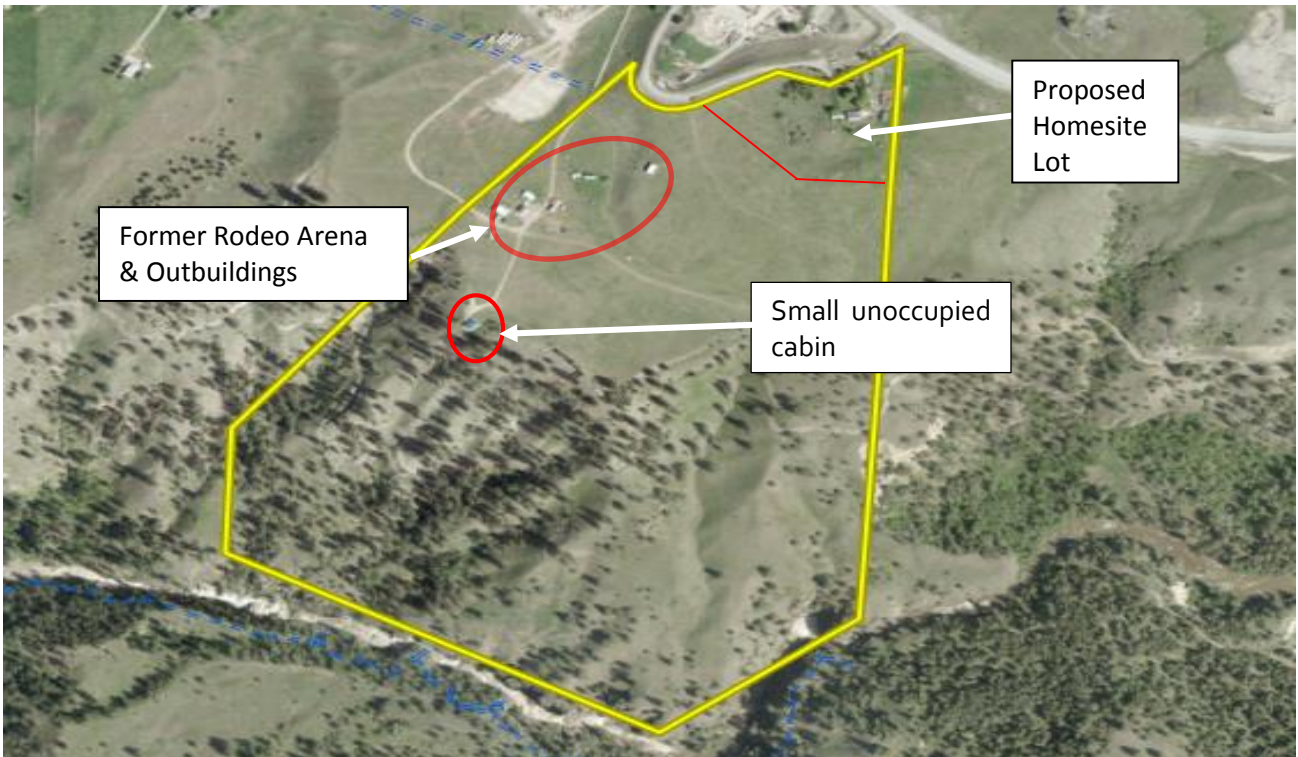 Proposed
Homesite
Lot
Former Rodeo Arena
& Outbuildings
Small unoccupied
cabin